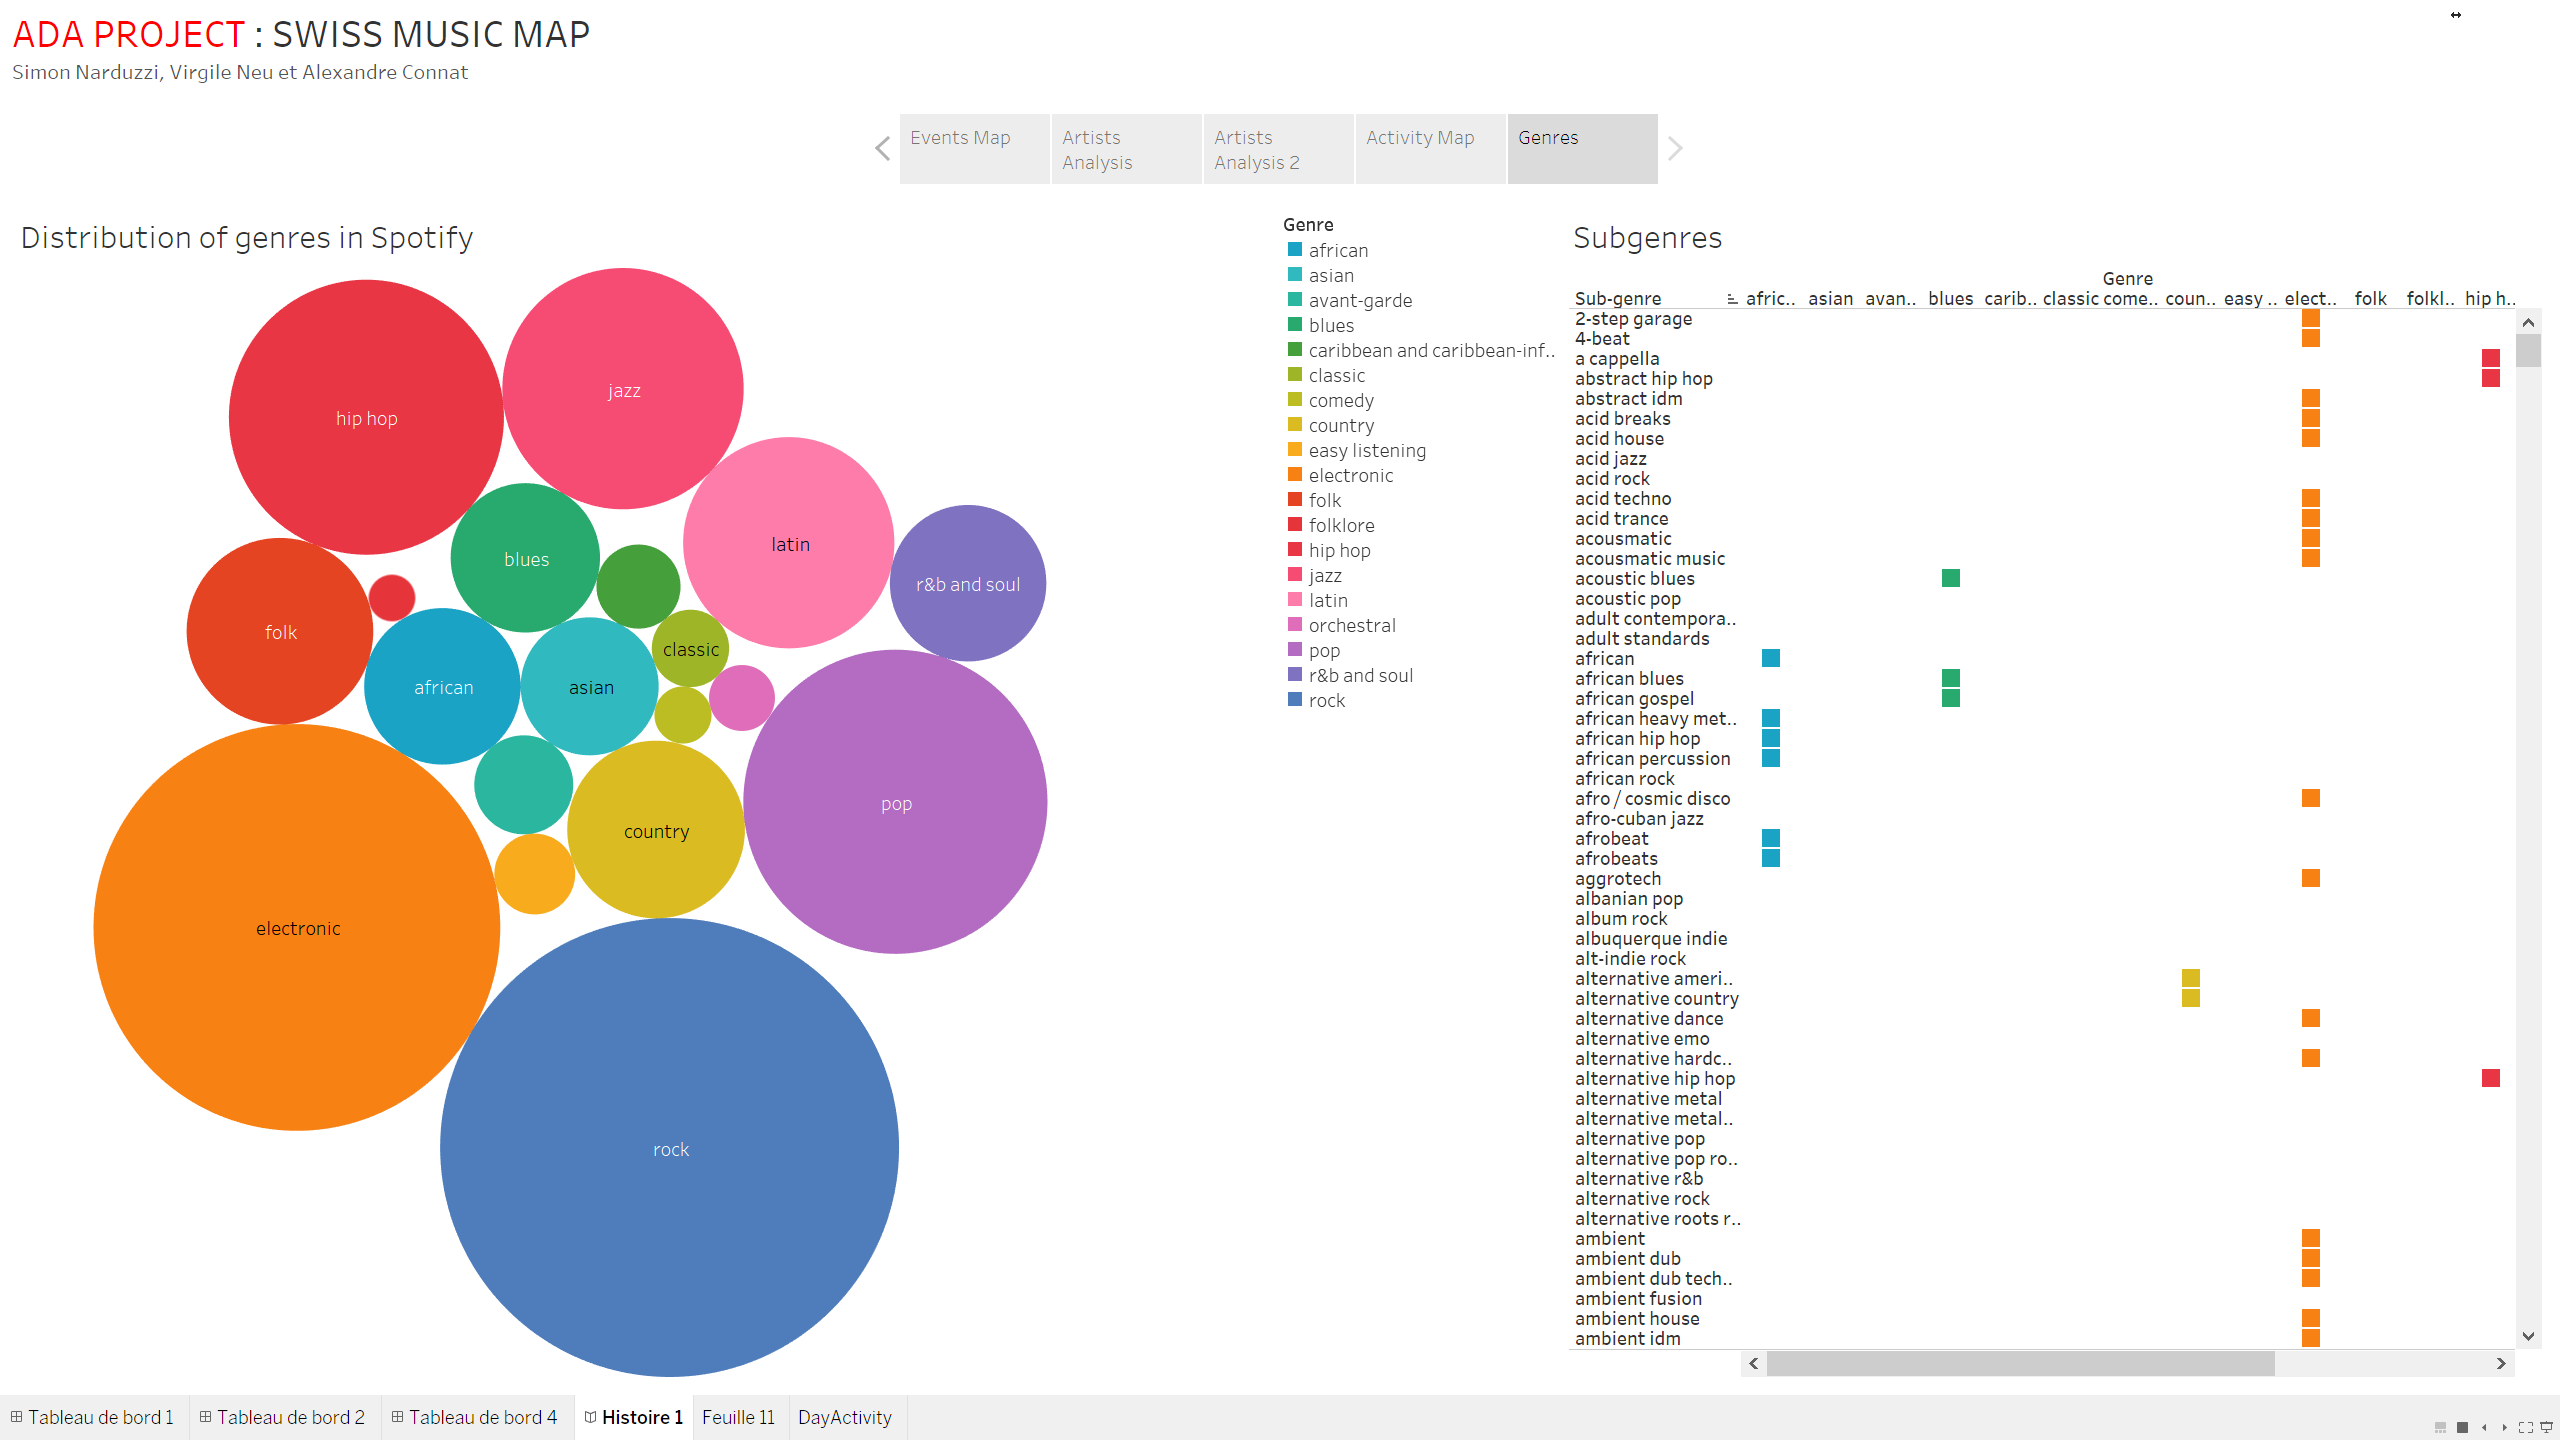 ADA PROJECT : SWISS MUSIC MAP
Simon Narduzzi, Virgile Neu et Alexandre Connat
Events Map
Artists
Analysis
Artists
Analysis 2
Activity Map
Genres
Distribution of genres in Spotify
hip hop
jazz
latin
blues
r&b and soul
folk
classic
african
asian
pop
country
electronic
rock
Genre
african
asian
avant-garde
blues
caribbean and caribbean-inf..
classic
comedy
country
easy listening
electronic
folk
folklore
hip hop
jazz
latin
orchestral
pop
r&b and soul
rock
Subgenres
Genre
Sub-genre afric.. asian avan.. blues carib.. classic come.. coun.. easy .. elect.. folk folkl.. hip h..
2-step garage
4-beat
a cappella
abstract hip hop
abstract idm
acid breaks
acid house
acid jazz
acid rock
acid techno
acid trance
acousmatic
acousmatic music
acoustic blues
acoustic pop
adult contempora..
adult standards
african
african blues
african gospel
african heavy met..
african hip hop
african percussion
african rock
afro / cosmic disco
afro-cuban jazz
afrobeat
afrobeats
aggrotech
albanian pop
album rock
albuquerque indie
alt-indie rock
alternative ameri..
alternative country
alternative dance
alternative emo
alternative hardc..
alternative hip hop
alternative metal
alternative metal..
alternative pop
alternative pop ro..
alternative r&b
alternative rock
alternative roots r..
ambient
ambient dub
ambient dub tech..
ambient fusion
ambient house
ambient idm
Tableau de bord 1
Tableau de bord 2
Tableau de bord 4
Histoire 1
Feuille 11
DayActivity